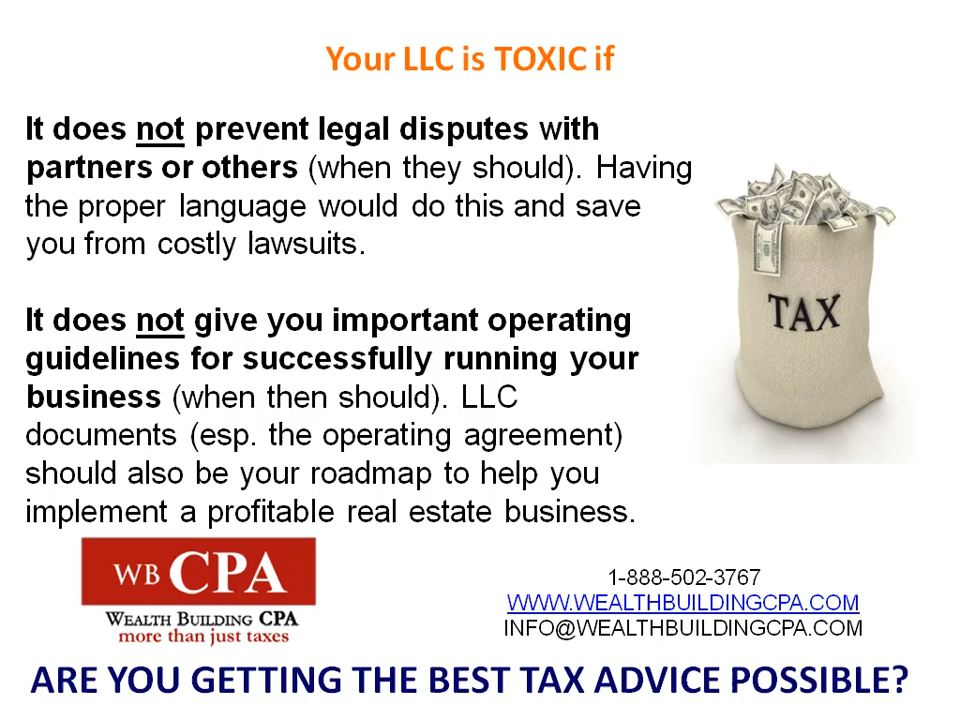 Your LLC is TOXIC if
It does not prevent legal disputes with
partners or others (when they should). Having
the proper language would do this and save
you from costly lawsuits.
TAX
It does not give you important operating
guidelines for successfully running your
business (when then should). LLC
documents (esp. the operating agreement)
should also be your roadmap to help you
implement a profitable real estate business.
WB CPA
WEALTH BUILDING CPA
more than just taxes
1-888-502-3767
WWW.WEALTHBUILDINGCPA.COM
INFO@WEALTHBUILDINGCPA.COM
ARE YOU GETTING THE BEST TAX ADVICE POSSIBLE?